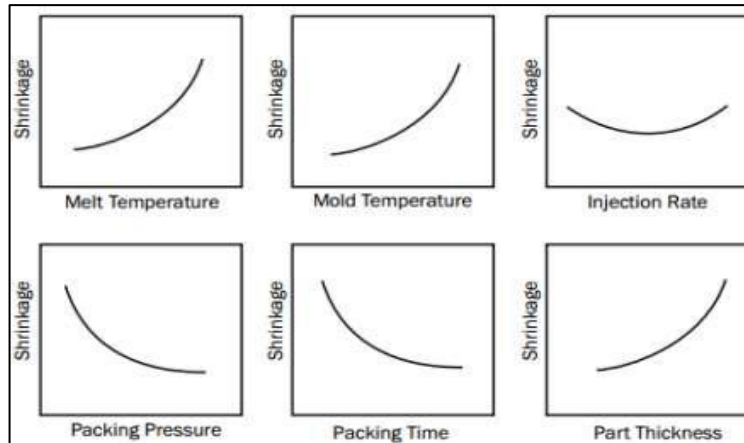 Shrinkage
Melt Temperature
Shrinkage
Mold Temperature
Shrinkage
Injection Rate
Shrinkage
Packing Pressure
Shrinkage
Packing Time
Shrinkage
Part Thickness